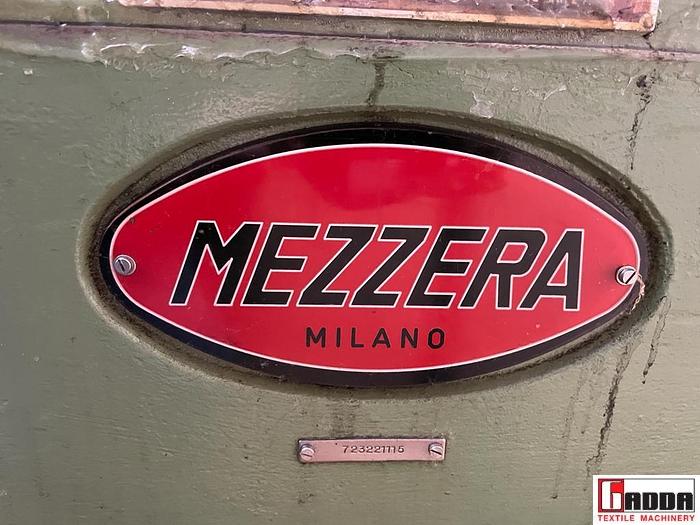 MEZZERA
MILANO
723221115
GADDA
TEXTILE MACHINERY